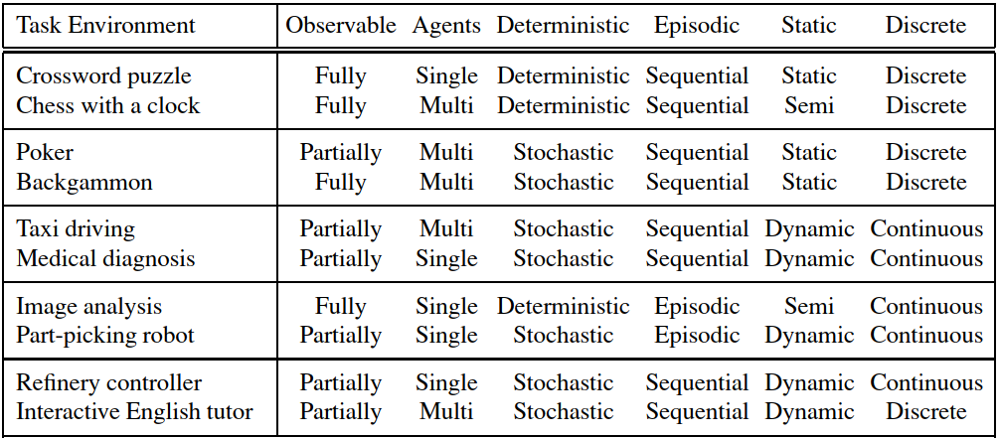 Task Environment Observable Agents Deterministic Episodic Static Discrete
Crossword puzzle Fully Single Deterministic Sequential Static Discrete
Chess with a clock Fully Multi Deterministic Sequential Semi Discrete
Poker Partially Multi Stochastic Sequential Static Discrete
Backgammon Fully Multi Stochastic Sequential Static Discrete
Taxi driving Partially Multi Stochastic Sequential Dynamic Continuous
Medical diagnosis Partially Single Stochastic Sequential Dynamic Continuous
Image analysis Fully Single Deterministic Episodic Semi Continuous
Part-picking robot Partially Single Stochastic Episodic Dynamic Continuous
Refinery controller Partially Single Stochastic Sequential Dynamic Continuous
Interactive English tutor Partially Multi Stochastic Sequential Dynamic Discrete